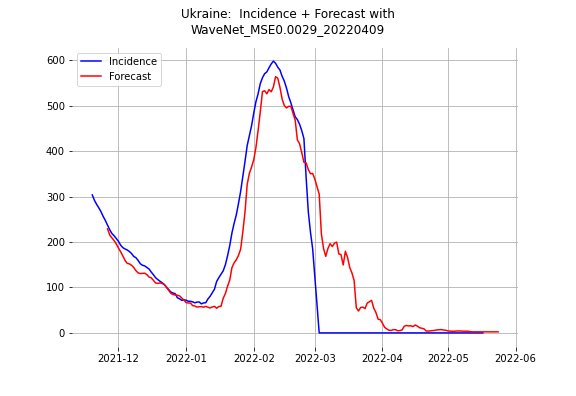 Ukraine:  Incidence + Forecast with
WaveNet_MSE0.0029_20220409
Incidence
Forecast
600
500
400
300
200
100
0
2021-12 2022-01 2022-02 2022-03 2022-04 2022-05 2022-06